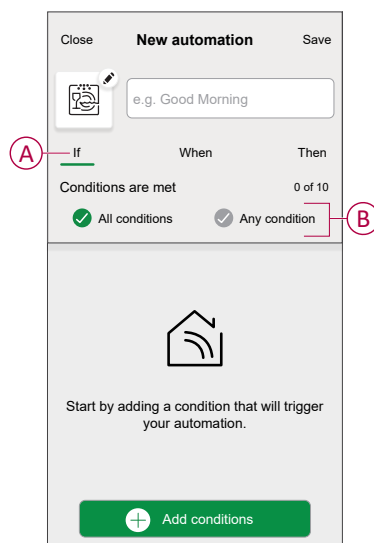 Close New automation Save
e.g. Good Morning
A If When Then
Conditions are met 0 of 10
All conditions Any condition B
Start by adding a condition that will trigger
your automation.
Add conditions